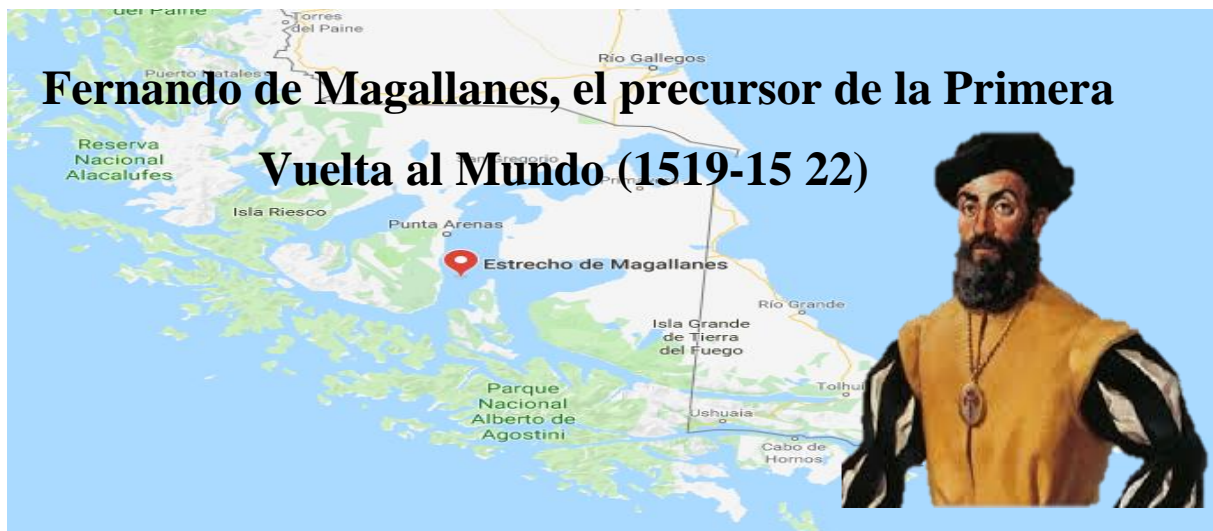 Torres
del Paine
Río Gallegos
Puerto Natales
Fernando de Magallanes, el precursor de la Primera
Vuelta al Mundo (1519-15 22)
Reserva
Nacional
Alacalufes
Isla Riesco
Punta Arenas
Estrecho de Magallanes
Río Grande
Isla Grande
de Tierra
del Fuego
Parque
Nacional
Alberto de
Agostini
Ushuaia
Cabo de
Hornos